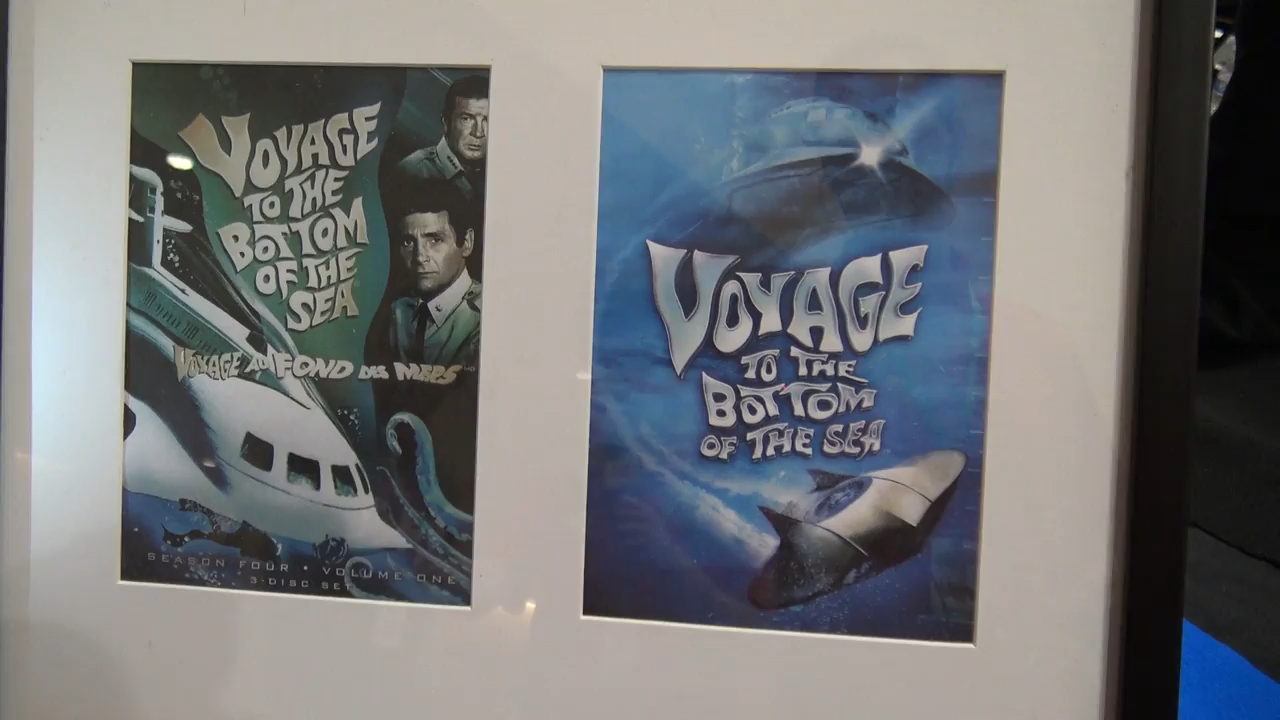 VOYAGE
TO THE
BOTTOM
OF THE
SEA
VOYAGE AU FOND DES MERS
SEASON FOUR • VOLUME ONE
3-DISC SET
VOYAGE
TO THE
BOTTOM
OF THE SEA